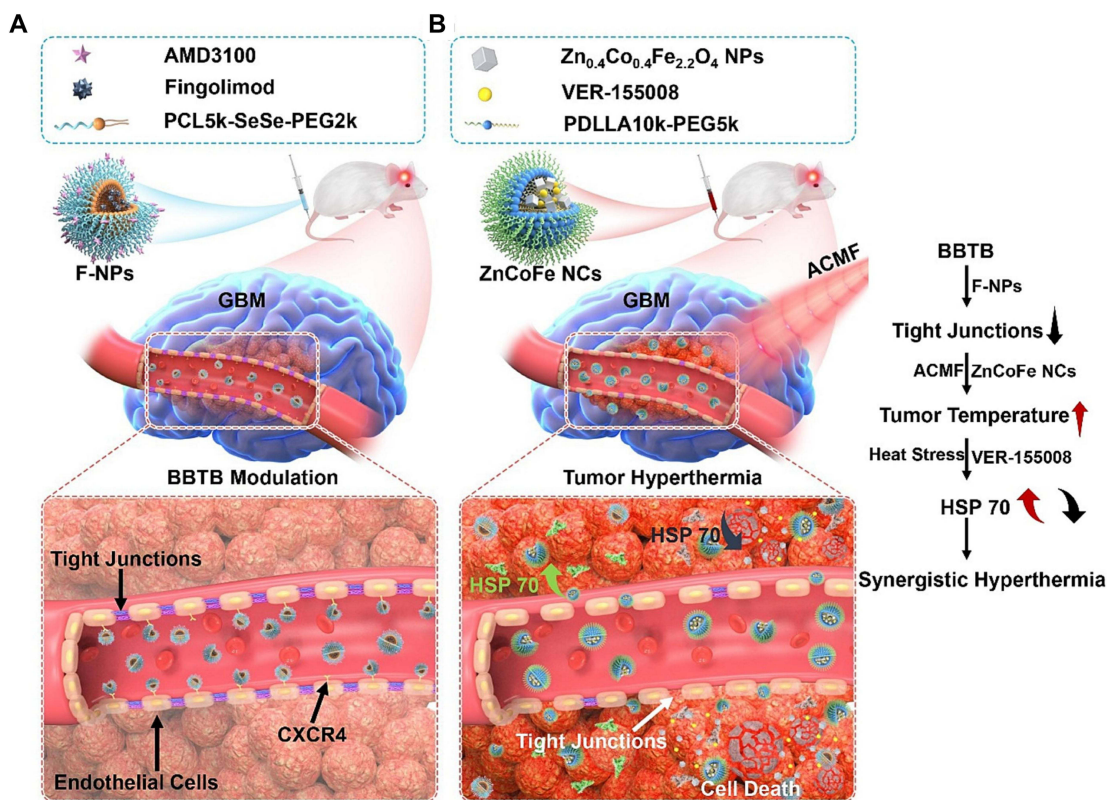 A
AMD3100
Fingolimod
PCL5k-SeSe-PEG2k
F-NPs
GBM
BBTB Modulation
Tight Junctions
CXCR4
Endothelial Cells
B
Zn0.4Co0.4Fe2.2O4 NPs
VER-155008
PDLLA10k-PEG5k
ZnCoFe NCs
ACMF
GBM
Tumor Hyperthermia
HSP 70
HSP 70
Tight Junctions
Cell Death
BBTB
F-NPs
Tight Junctions
ACMF ZnCoFe NCs
Tumor Temperature
Heat Stress VER-155008
HSP 70
Synergistic Hyperthermia